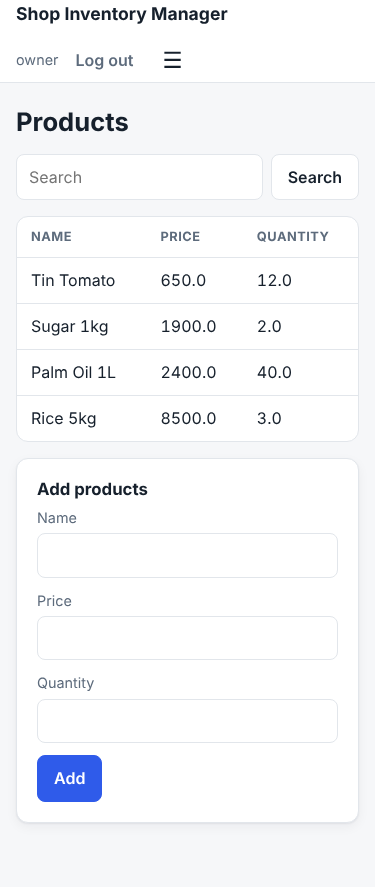 Shop Inventory Manager
owner Log out ☰
Products
Search Search
NAME PRICE QUANTITY
Tin Tomato 650.0 12.0
Sugar 1kg 1900.0 2.0
Palm Oil 1L 2400.0 40.0
Rice 5kg 8500.0 3.0
Add products
Name
Price
Quantity
Add